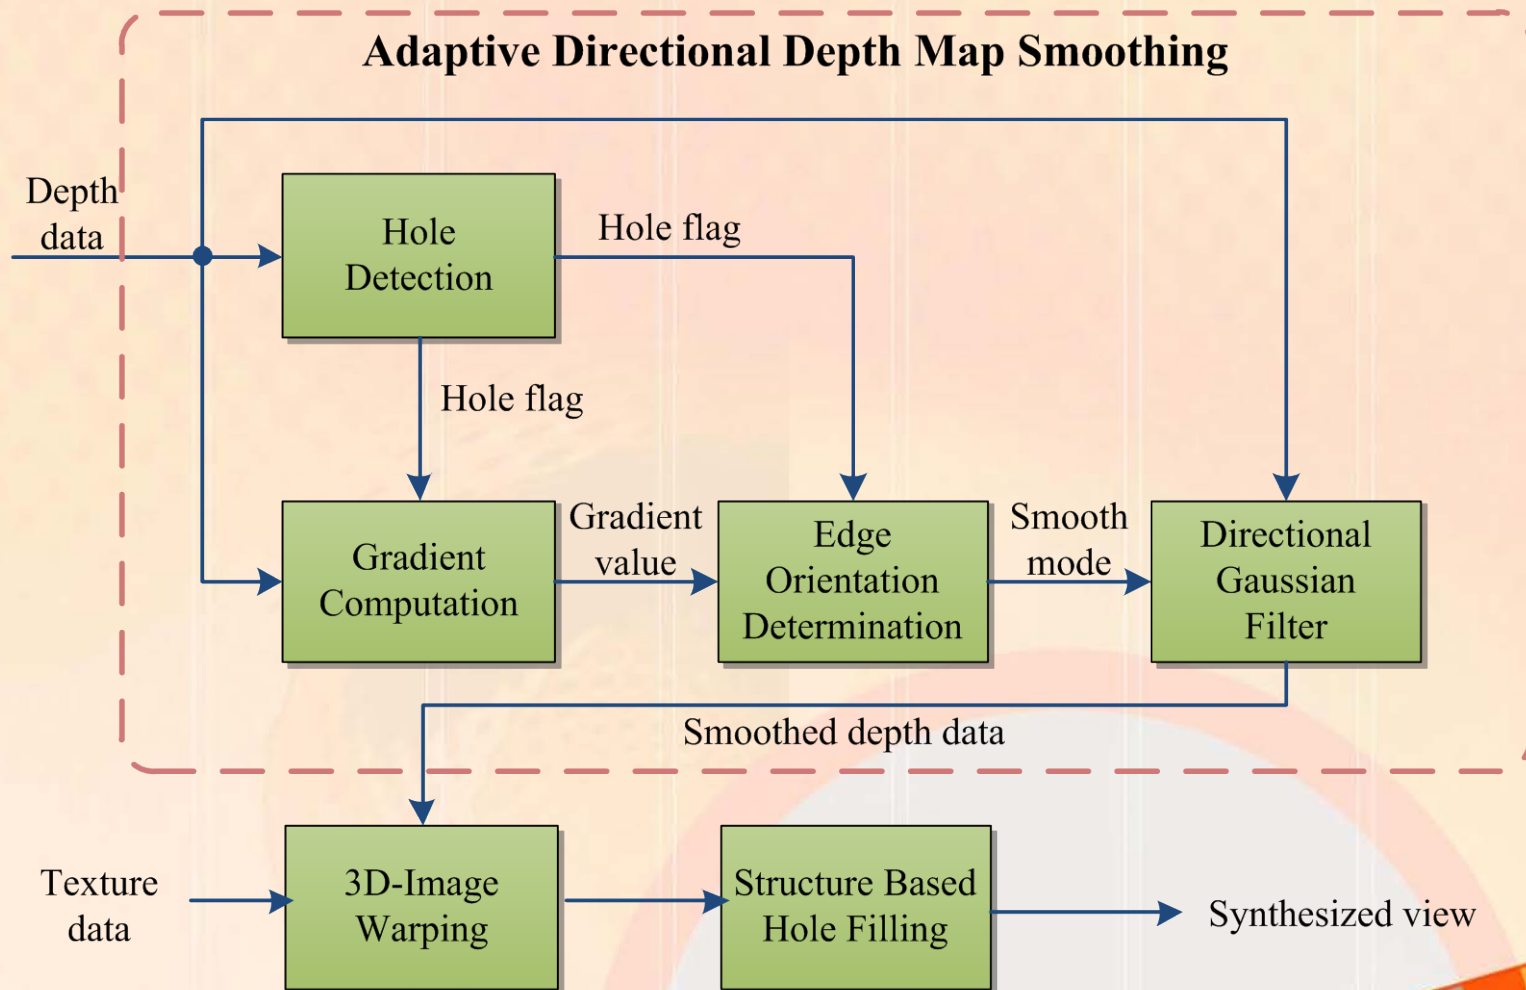 Adaptive Directional Depth Map Smoothing
Depth
data
Hole
Detection
Hole flag
Hole flag
Gradient
Computation
Gradient
value
Edge
Orientation
Determination
Smooth
mode
Directional
Gaussian
Filter
Smoothed depth data
Texture
data
3D-Image
Warping
Structure Based
Hole Filling
Synthesized view